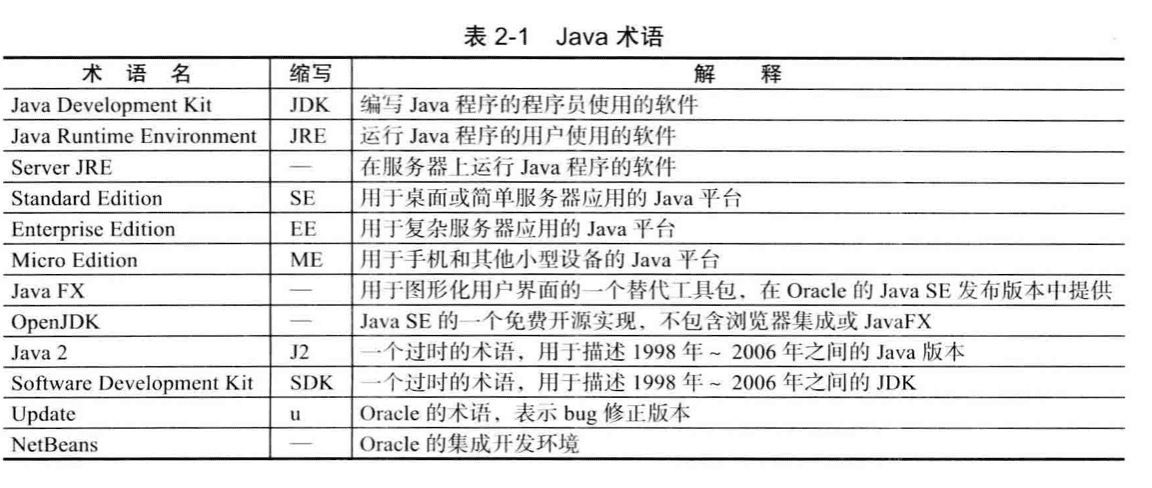 表 2-1 Java 术语
术 语 名 缩写 解 释
Java Development Kit JDK 编写 Java 程序的程序员使用的软件
Java Runtime Environment JRE 运行 Java 程序的用户使用的软件
Server JRE — 在服务器上运行 Java 程序的软件
Standard Edition SE 用于桌面或简单服务器应用的 Java 平台
Enterprise Edition EE 用于复杂服务器应用的 Java 平台
Micro Edition ME 用于手机和其他小型设备的 Java 平台
Java FX — 用于图形化用户界面的一个替代工具包，在 Oracle 的 Java SE 发布版本中提供
OpenJDK — Java SE 的一个免费开源实现，不包含浏览器集成或 JavaFX
Java 2 J2 一个过时的术语，用于描述 1998 年 ~ 2006 年之间的 Java 版本
Software Development Kit SDK 一个过时的术语，用于描述 1998 年 ~ 2006 年之间的 JDK
Update u Oracle 的术语，表示 bug 修正版本
NetBeans — Oracle 的集成开发环境